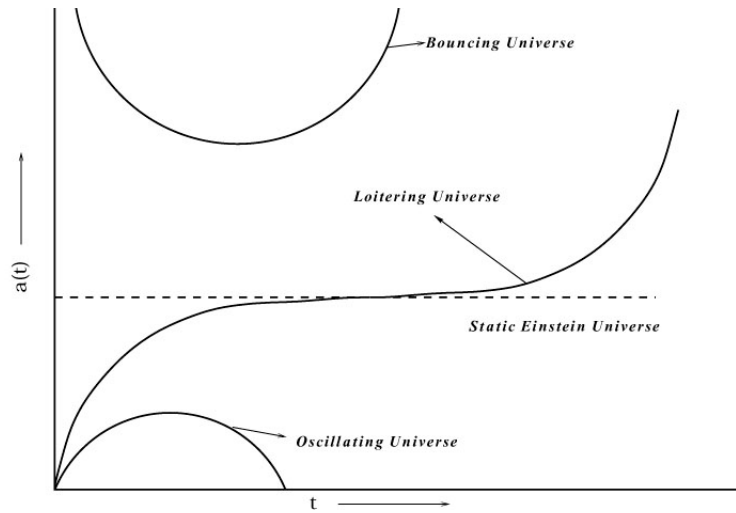 Bouncing Universe
Loitering Universe
a(t)
Static Einstein Universe
Oscillating Universe
t